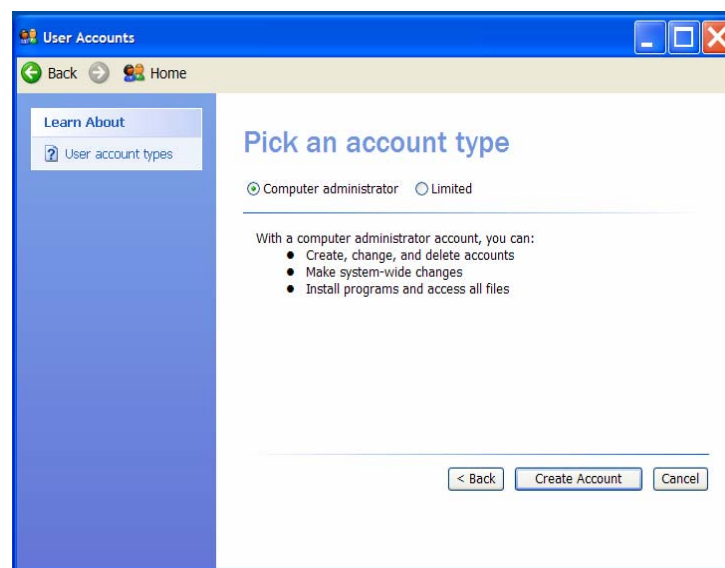 User Accounts
Back Home
Learn About
User account types
Pick an account type
Computer administrator Limited
With a computer administrator account, you can:
● Create, change, and delete accounts
● Make system-wide changes
● Install programs and access all files
< Back Create Account Cancel